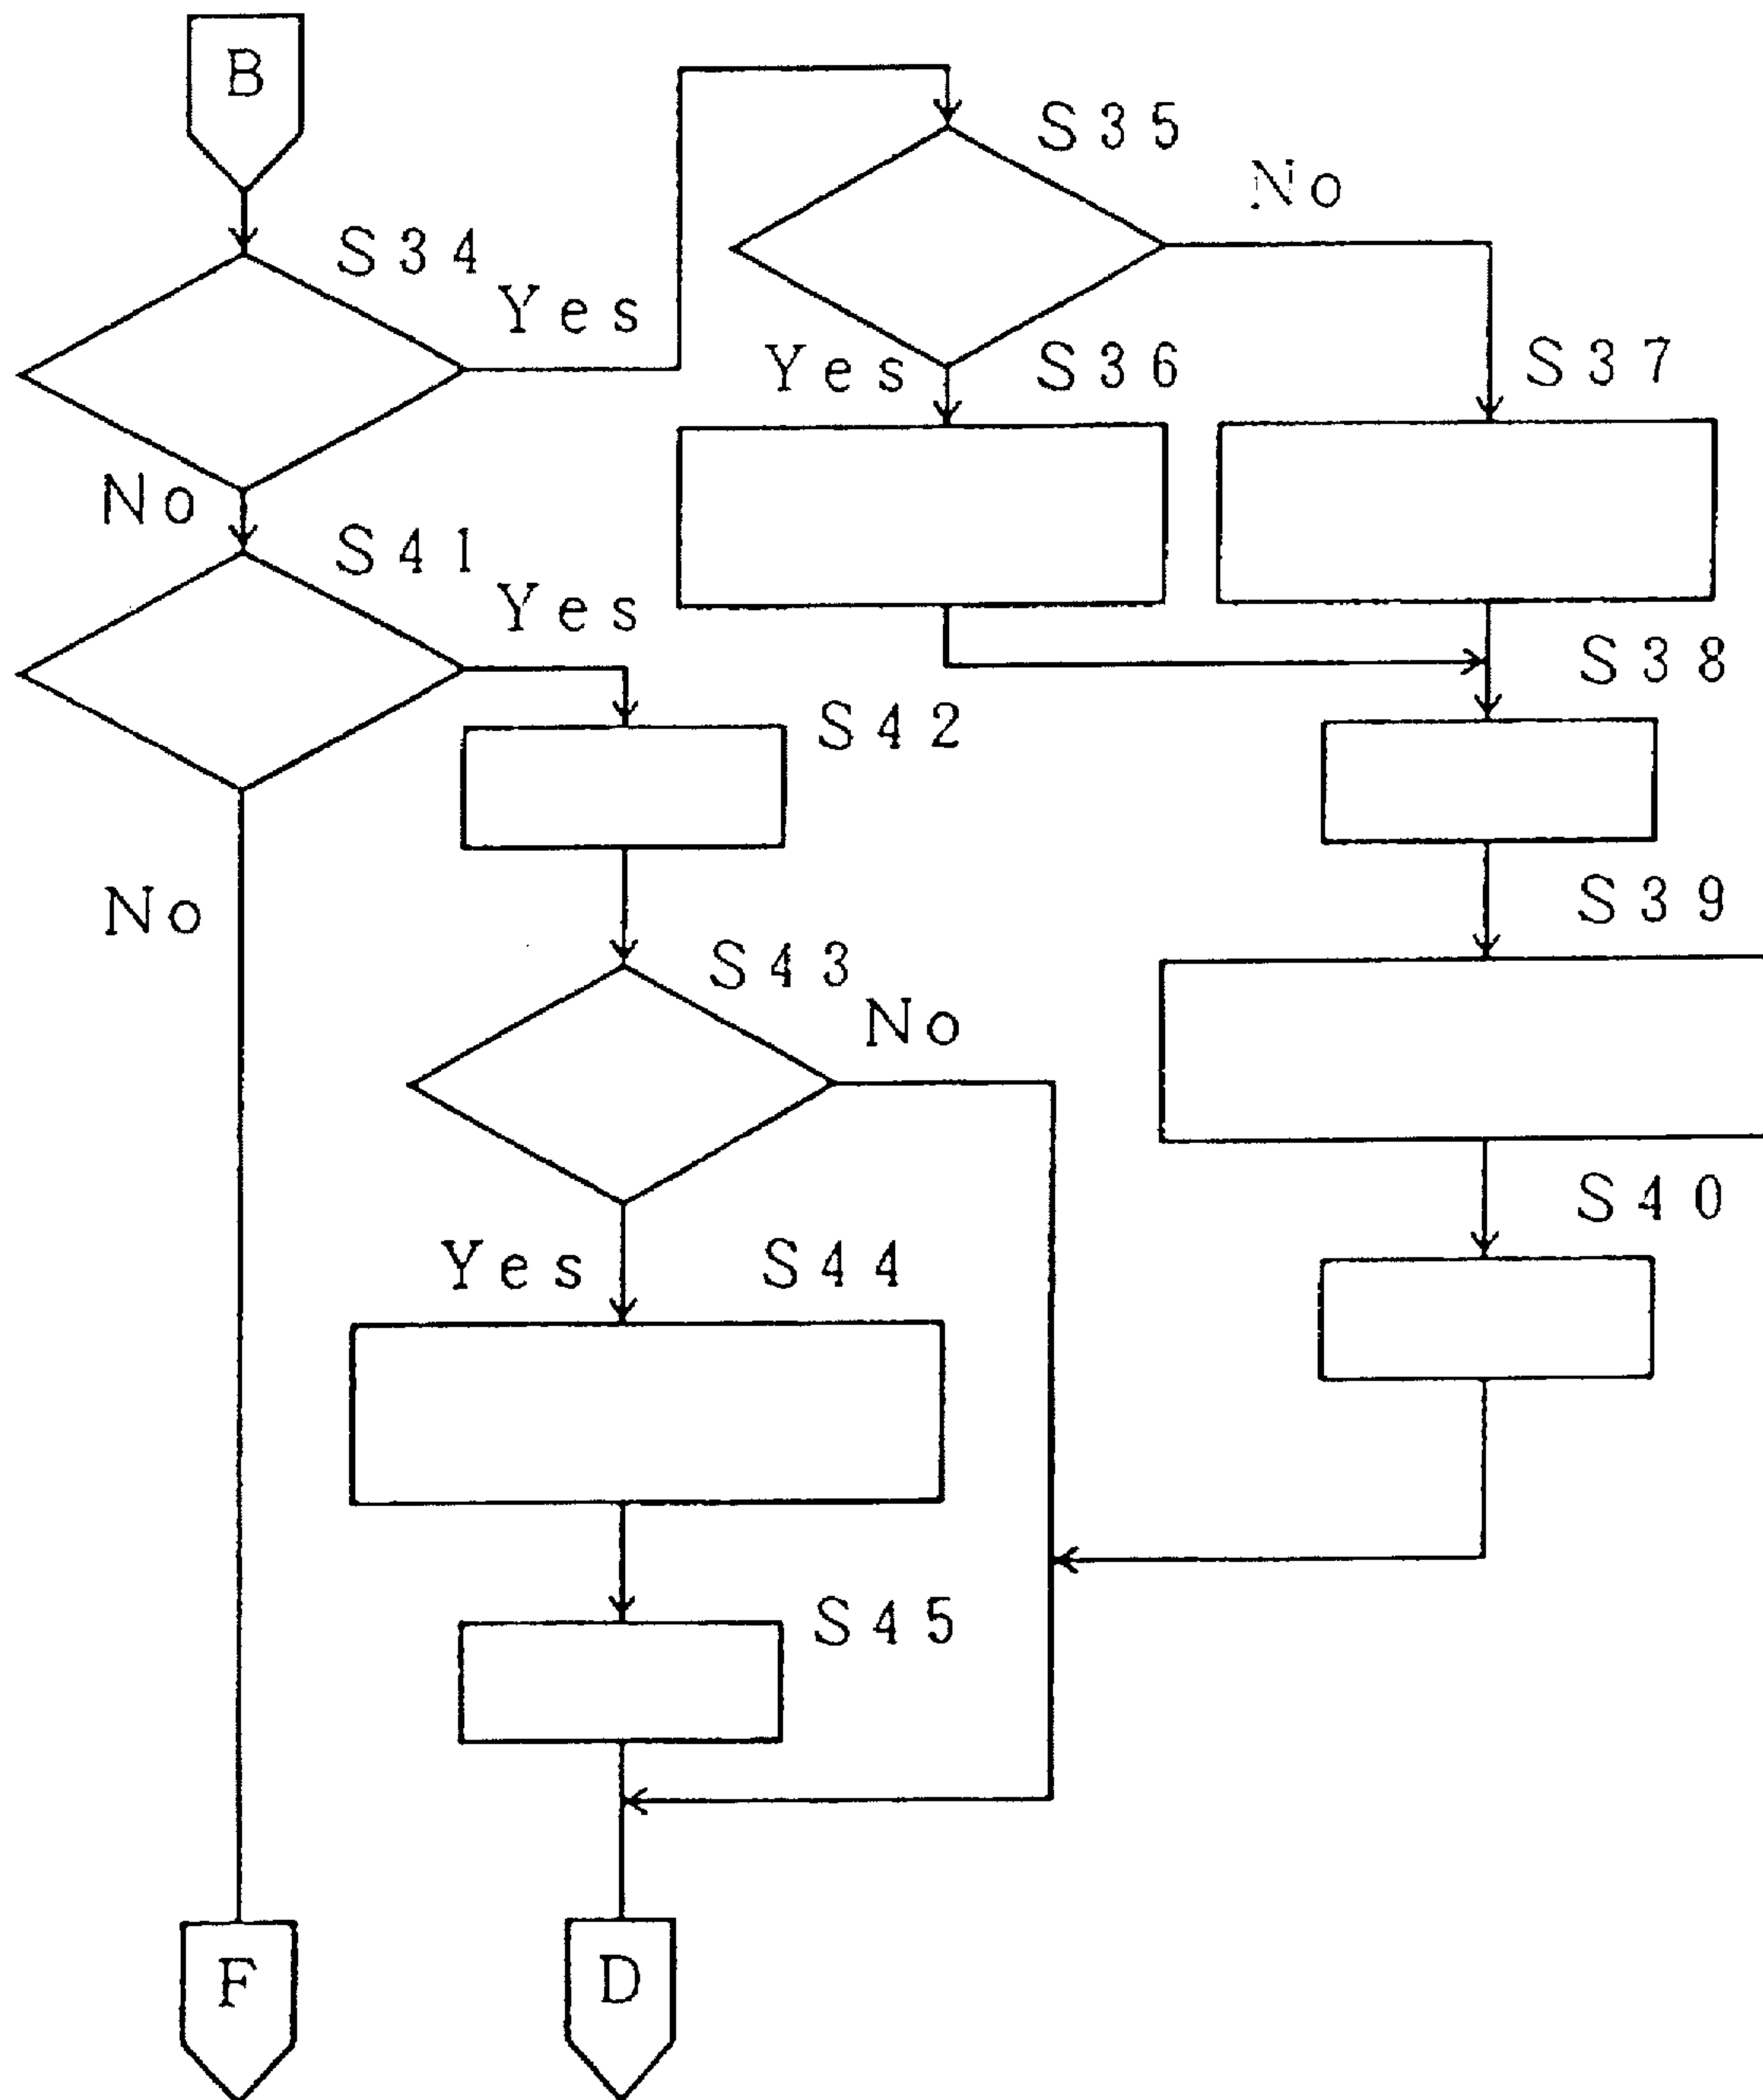 B
S34
Yes
No
S35
No
Yes
S36
S37
S41
Yes
No
S38
S42
S39
S43
No
Yes
S44
S40
S45
F
D